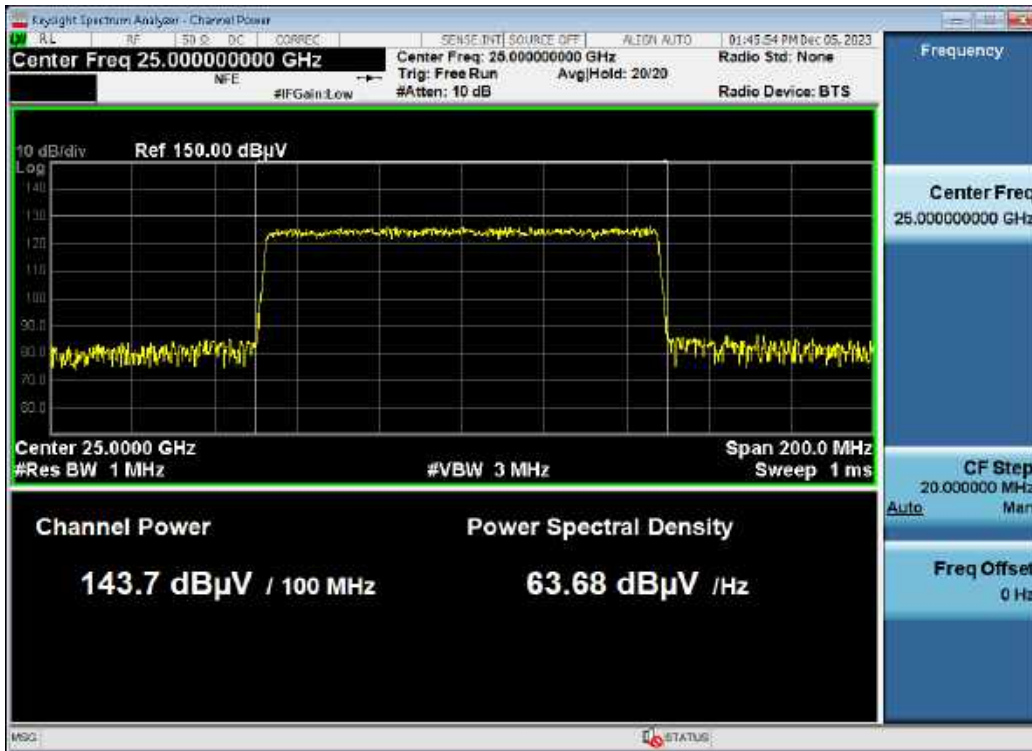 Keysight Spectrum Analyzer - Channel Power
RL RF 50 Ω DC CORREC SENSE:INT SOURCE OFF ALIGN AUTO 01:45:54 PM Dec 05, 2023
Center Freq 25.000000000 GHz
NFE
#IFGain:Low
Center Freq: 25.000000000 GHz
Trig: Free Run Avg|Hold: 20/20
#Atten: 10 dB
Radio Std: None
Radio Device: BTS
10 dB/div Ref 150.00 dBµV
Log
140
130
120
110
100
90.0
80.0
70.0
60.0
Center 25.0000 GHz Span 200.0 MHz
#Res BW 1 MHz #VBW 3 MHz Sweep 1 ms
Channel Power Power Spectral Density
143.7 dBµV / 100 MHz 63.68 dBµV /Hz
Frequency
Center Freq
25.000000000 GHz
CF Step
20.000000 MHz
Auto Man
Freq Offset
0 Hz
MSG STATUS